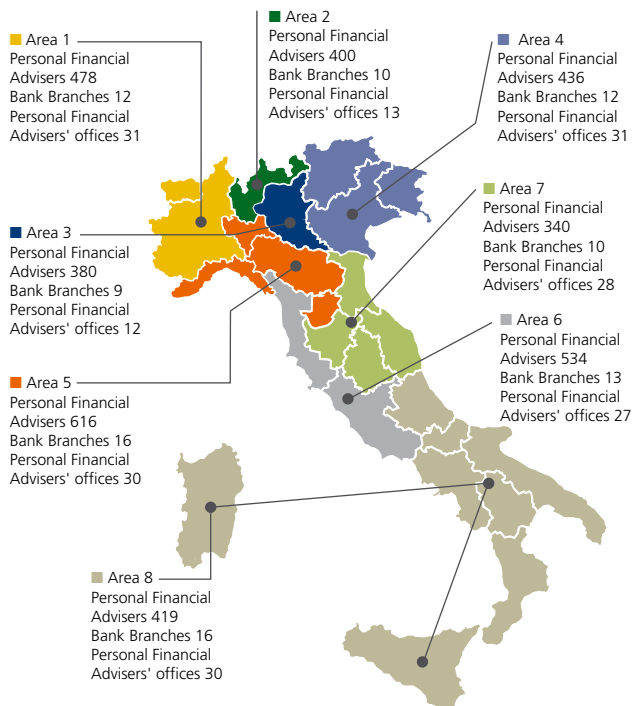 Area 1
Personal Financial
Advisers 478
Bank Branches 12
Personal Financial
Advisers' offices 31
Area 2
Personal Financial
Advisers 400
Bank Branches 10
Personal Financial
Advisers' offices 13
Area 4
Personal Financial
Advisers 436
Bank Branches 12
Personal Financial
Advisers' offices 31
Area 3
Personal Financial
Advisers 380
Bank Branches 9
Personal Financial
Advisers' offices 12
Area 7
Personal Financial
Advisers 340
Bank Branches 10
Personal Financial
Advisers' offices 28
Area 5
Personal Financial
Advisers 616
Bank Branches 16
Personal Financial
Advisers' offices 30
Area 6
Personal Financial
Advisers 534
Bank Branches 13
Personal Financial
Advisers' offices 27
Area 8
Personal Financial
Advisers 419
Bank Branches 16
Personal Financial
Advisers' offices 30